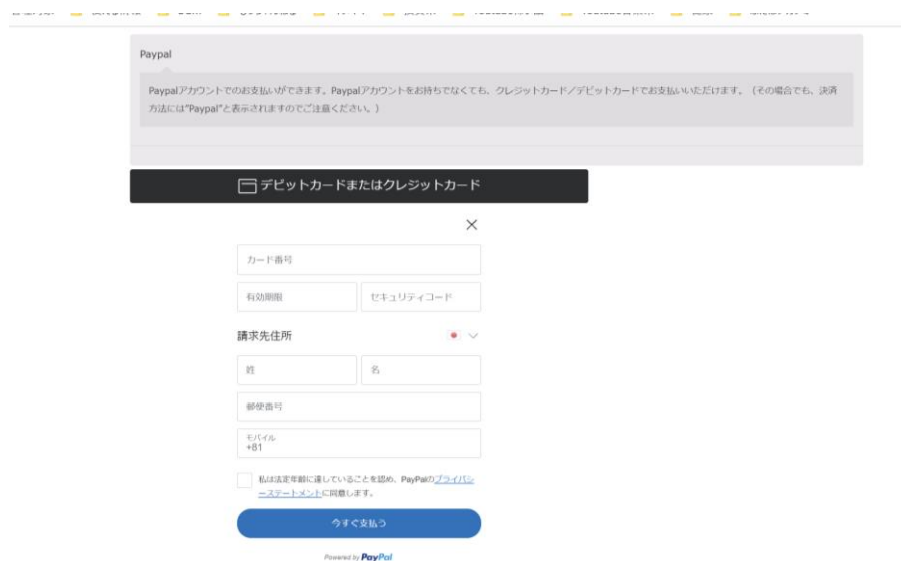 Paypal
Paypalアカウントでのお支払いができます。Paypalアカウントをお持ちでなくても、クレジットカード／デビットカードでお支払いいただけます。（その場合でも、決済
方法には"Paypal"と表示されますのでご注意ください。）
デビットカードまたはクレジットカード
カード番号
有効期限 セキュリティコード
請求先住所
姓 名
郵便番号
モバイル
+81
私は法定年齢に達していることを認め、PayPalのプライバシ
ーステートメントに同意します。
今すぐ支払う
Powered by PayPal